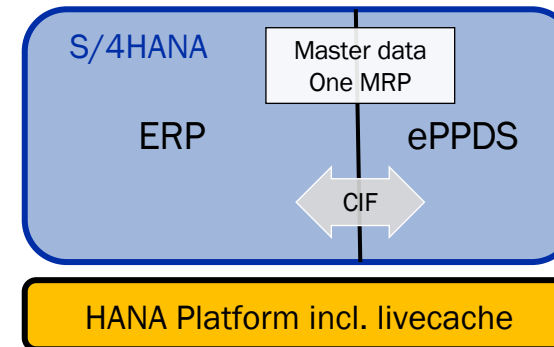 S/4HANA
Master data
One MRP
ERP
ePPDS
CIF
HANA Platform incl. livecache